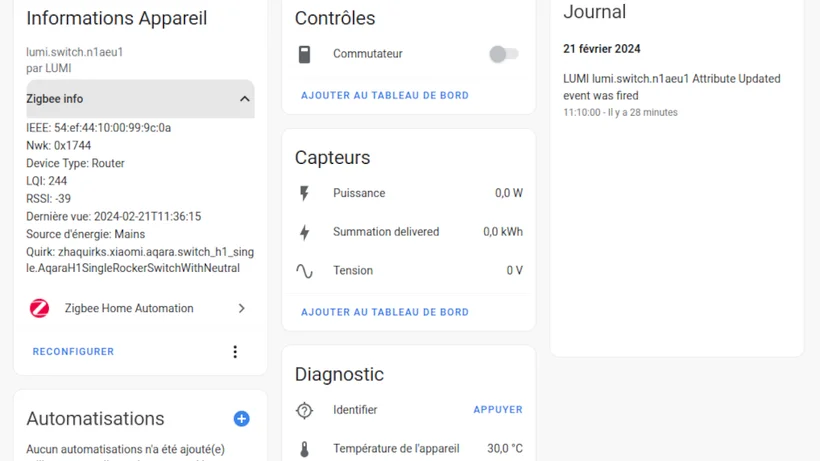 Informations Appareil
lumi.switch.n1aeu1
par LUMI
Zigbee info
IEEE: 54:ef:44:10:00:99:9c:0a
Nwk: 0x1744
Device Type: Router
LQI: 244
RSSI: -39
Dernière vue: 2024-02-21T11:36:15
Source d'énergie: Mains
Quirk: zhaquirks.xiaomi.aqara.switch_h1_sing
le.AqaraH1SingleRockerSwitchWithNeutral
Zigbee Home Automation
RECONFIGURER
Automatisations
Aucun automatisations n'a été ajouté(e)
Contrôles
Commutateur
AJOUTER AU TABLEAU DE BORD
Capteurs
Puissance 0,0 W
Summation delivered 0,0 kWh
Tension 0 V
AJOUTER AU TABLEAU DE BORD
Diagnostic
Identifier APPUYER
Température de l'appareil 30,0 °C
Journal
21 février 2024
LUMI lumi.switch.n1aeu1 Attribute Updated
event was fired
11:10:00 - Il y a 28 minutes